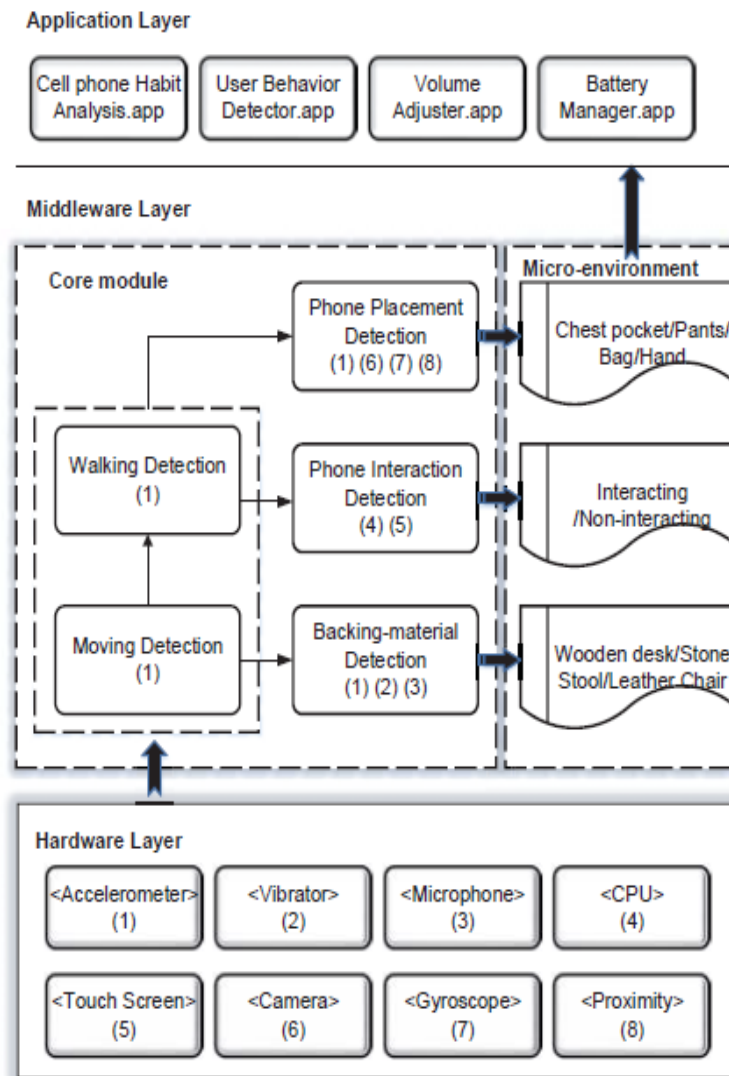 Application Layer
Cell phone Habit
Analysis.app
User Behavior
Detector.app
Volume
Adjuster.app
Battery
Manager.app
Middleware Layer
Core module
Micro-environment
Phone Placement
Detection
(1) (6) (7) (8)
Chest pocket/Pants/
Bag/Hand
Walking Detection
(1)
Phone Interaction
Detection
(4) (5)
Interacting
/Non-interacting
Moving Detection
(1)
Backing-material
Detection
(1) (2) (3)
Wooden desk/Stone
Stool/Leather Chair
Hardware Layer
<Accelerometer>
(1)
<Vibrator>
(2)
<Microphone>
(3)
<CPU>
(4)
<Touch Screen>
(5)
<Camera>
(6)
<Gyroscope>
(7)
<Proximity>
(8)